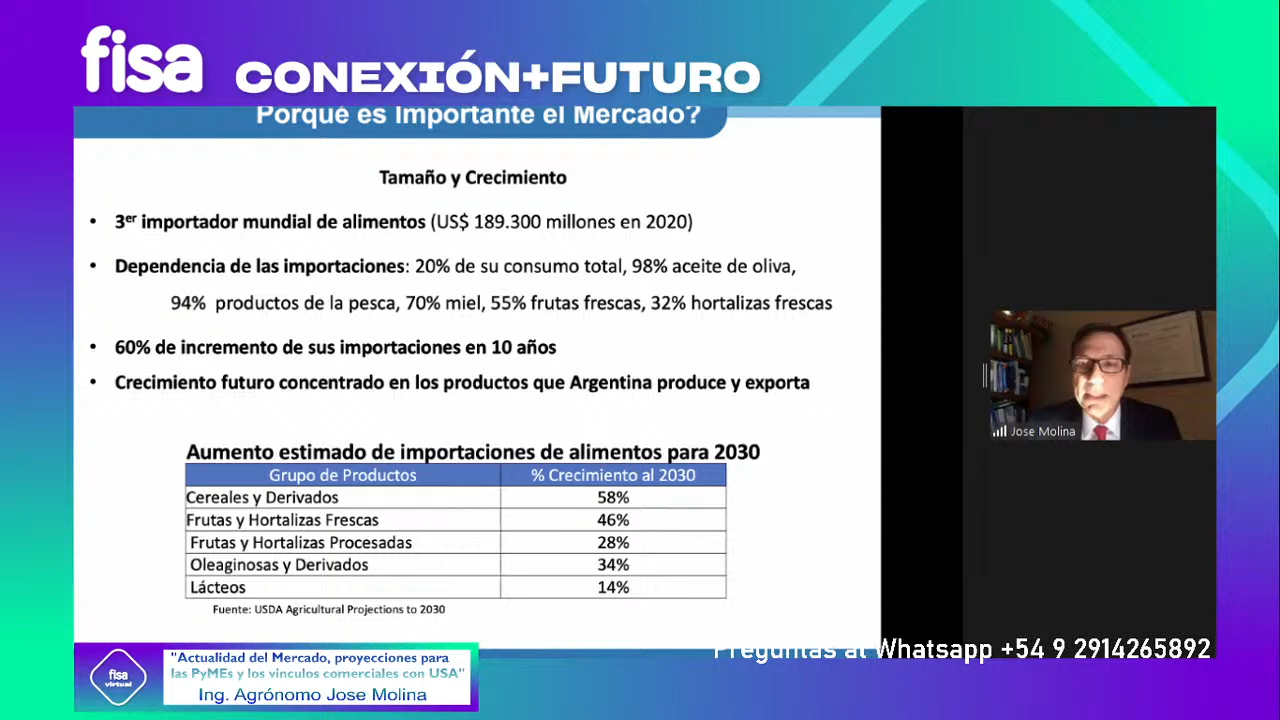 fisa CONEXIÓN+FUTURO
Porqué es Importante el Mercado?
Tamaño y Crecimiento
• 3er importador mundial de alimentos (US$ 189.300 millones en 2020)
• Dependencia de las importaciones: 20% de su consumo total, 98% aceite de oliva,
94% productos de la pesca, 70% miel, 55% frutas frescas, 32% hortalizas frescas
• 60% de incremento de sus importaciones en 10 años
• Crecimiento futuro concentrado en los productos que Argentina produce y exporta
Jose Molina
Aumento estimado de importaciones de alimentos para 2030
Grupo de Productos % Crecimiento al 2030
Cereales y Derivados 58%
Frutas y Hortalizas Frescas 46%
Frutas y Hortalizas Procesadas 28%
Oleaginosas y Derivados 34%
Lácteos 14%
Fuente: USDA Agricultural Projections to 2030
Preguntas al Whatsapp +54 9 2914265892
fisa
virtual
"Actualidad del Mercado, proyecciones para
las PyMEs y los vinculos comerciales con USA"
Ing. Agrónomo Jose Molina